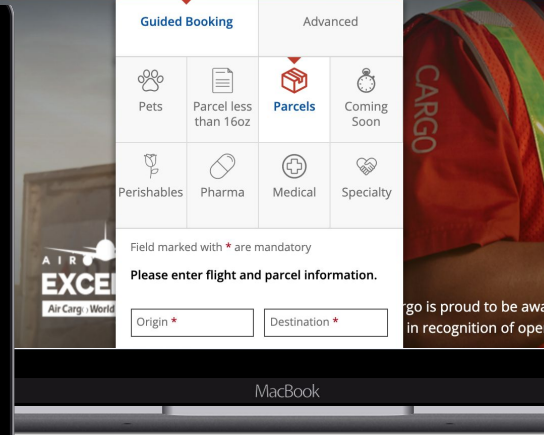 Guided Booking
Advanced
Pets
Parcel less
than 16oz
Parcels
Coming
Soon
Perishables
Pharma
Medical
Specialty
CARGO
Field marked with * are mandatory
Please enter flight and parcel information.
Origin *
Destination *
AIR
EXCE
Air Cargo World
rgo is proud to be awa
in recognition of oper
MacBook